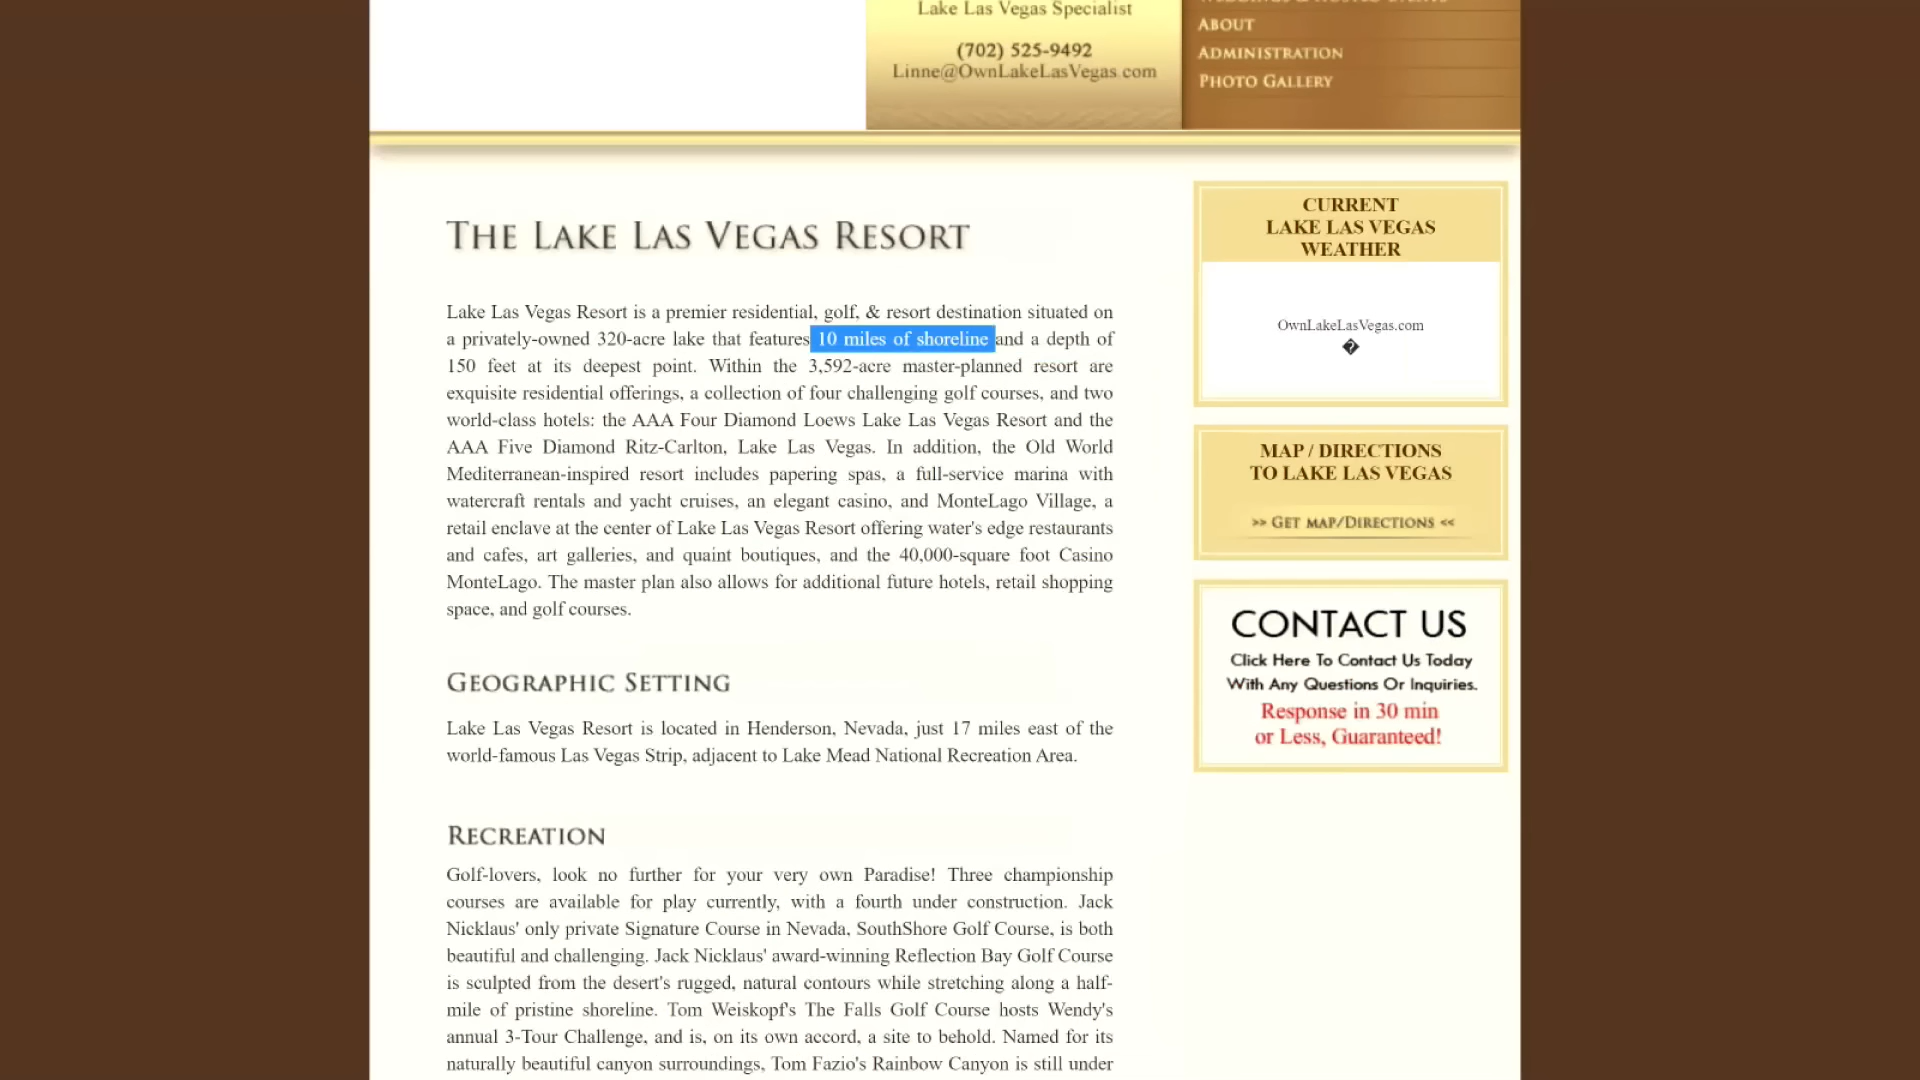 Lake Las Vegas Specialist
(702) 525-9492
Linne@OwnLakeLasVegas.com
ABOUT
ADMINISTRATION
PHOTO GALLERY
THE LAKE LAS VEGAS RESORT
Lake Las Vegas Resort is a premier residential, golf, & resort destination situated on
a privately-owned 320-acre lake that features 10 miles of shoreline and a depth of
150 feet at its deepest point. Within the 3,592-acre master-planned resort are
exquisite residential offerings, a collection of four challenging golf courses, and two
world-class hotels: the AAA Four Diamond Loews Lake Las Vegas Resort and the
AAA Five Diamond Ritz-Carlton, Lake Las Vegas. In addition, the Old World
Mediterranean-inspired resort includes papering spas, a full-service marina with
watercraft rentals and yacht cruises, an elegant casino, and MonteLago Village, a
retail enclave at the center of Lake Las Vegas Resort offering water's edge restaurants
and cafes, art galleries, and quaint boutiques, and the 40,000-square foot Casino
MonteLago. The master plan also allows for additional future hotels, retail shopping
space, and golf courses.
GEOGRAPHIC SETTING
Lake Las Vegas Resort is located in Henderson, Nevada, just 17 miles east of the
world-famous Las Vegas Strip, adjacent to Lake Mead National Recreation Area.
RECREATION
Golf-lovers, look no further for your very own Paradise! Three championship
courses are available for play currently, with a fourth under construction. Jack
Nicklaus' only private Signature Course in Nevada, SouthShore Golf Course, is both
beautiful and challenging. Jack Nicklaus' award-winning Reflection Bay Golf Course
is sculpted from the desert's rugged, natural contours while stretching along a half-
mile of pristine shoreline. Tom Weiskopf's The Falls Golf Course hosts Wendy's
annual 3-Tour Challenge, and is, on its own accord, a site to behold. Named for its
naturally beautiful canyon surroundings, Tom Fazio's Rainbow Canyon is still under
CURRENT
LAKE LAS VEGAS
WEATHER
OwnLakeLasVegas.com
�
MAP / DIRECTIONS
TO LAKE LAS VEGAS
>> GET MAP/DIRECTIONS <<
CONTACT US
Click Here To Contact Us Today
With Any Questions Or Inquiries.
Response in 30 min
or Less, Guaranteed!